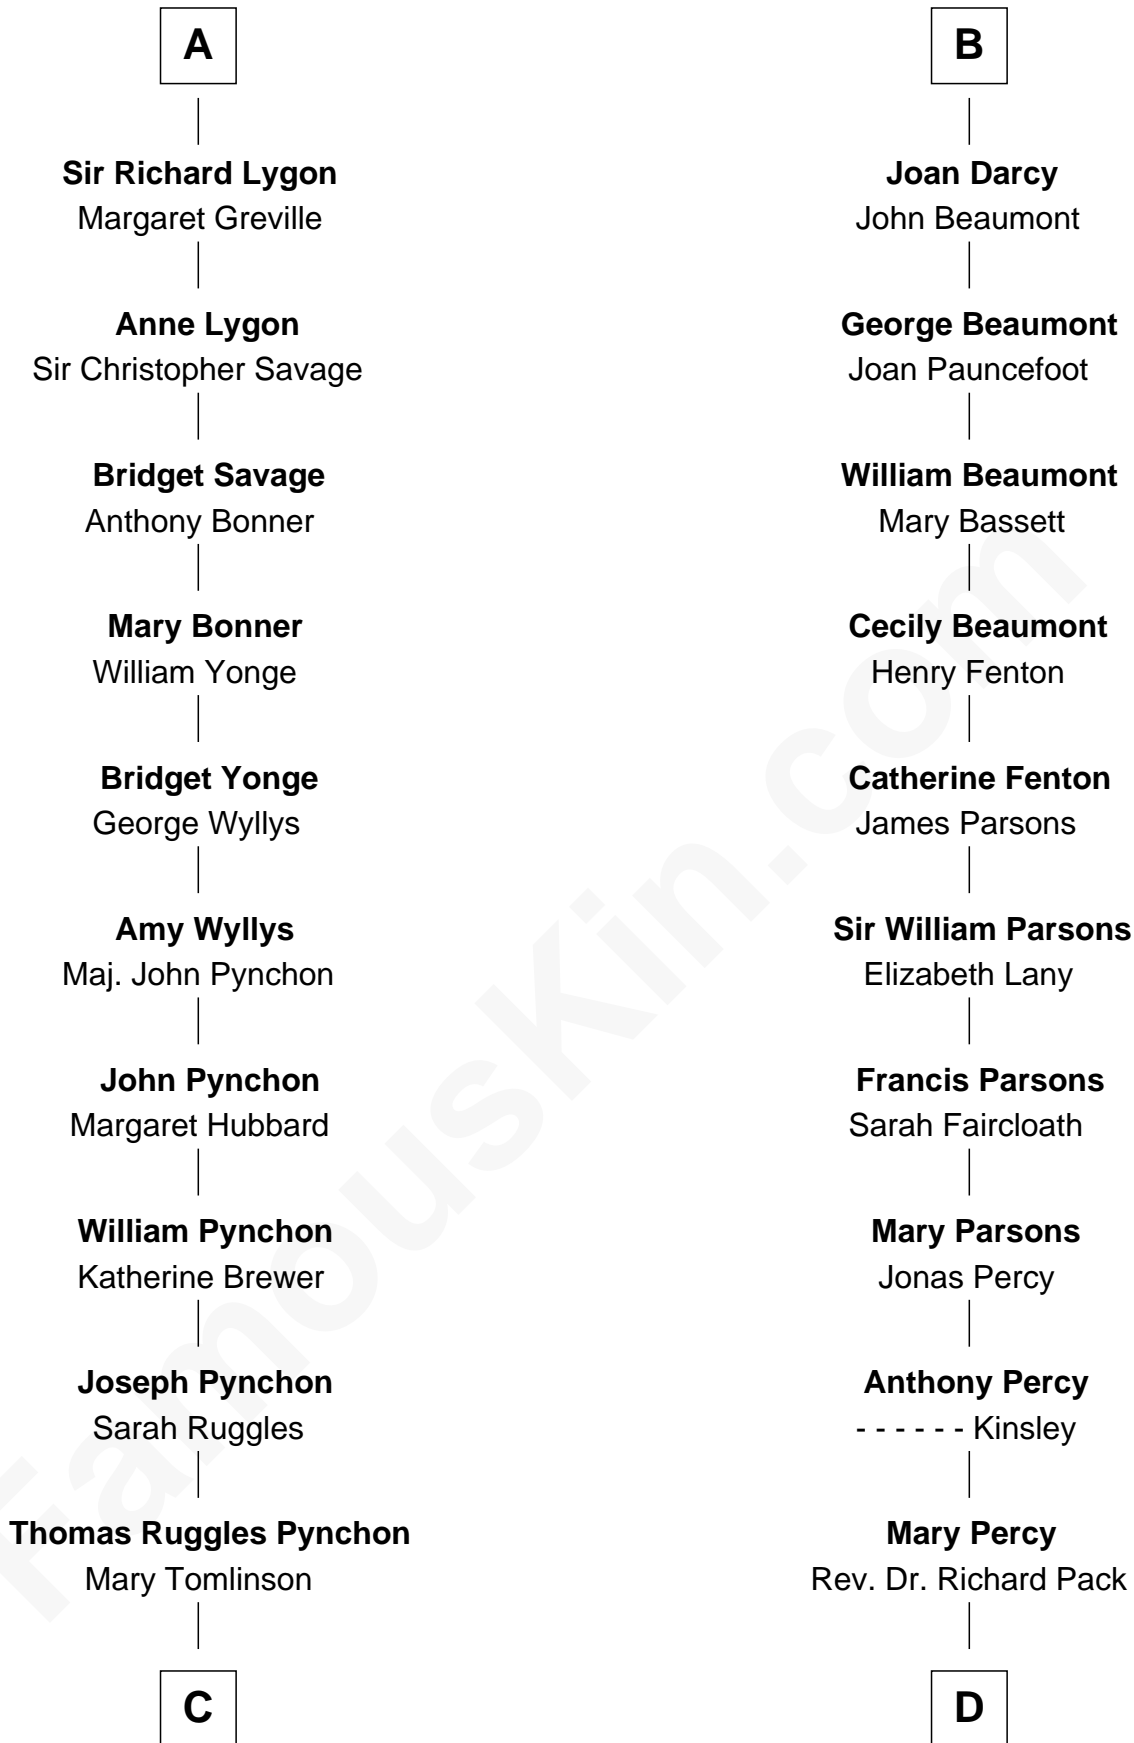 A
Sir Richard Lygon
Margaret Greville
Anne Lygon
Sir Christopher Savage
Bridget Savage
Anthony Bonner
Mary Bonner
William Yonge
Bridget Yonge
George Wyllys
Amy Wyllys
Maj. John Pynchon
John Pynchon
Margaret Hubbard
William Pynchon
Katherine Brewer
Joseph Pynchon
Sarah Ruggles
Thomas Ruggles Pynchon
Mary Tomlinson
C
B
Joan Darcy
John Beaumont
George Beaumont
Joan Pauncefoot
William Beaumont
Mary Bassett
Cecily Beaumont
Henry Fenton
Catherine Fenton
James Parsons
Sir William Parsons
Elizabeth Lany
Francis Parsons
Sarah Faircloath
Mary Parsons
Jonas Percy
Anthony Percy
- - - - - - Kinsley
Mary Percy
Rev. Dr. Richard Pack
D
FamousKin.com